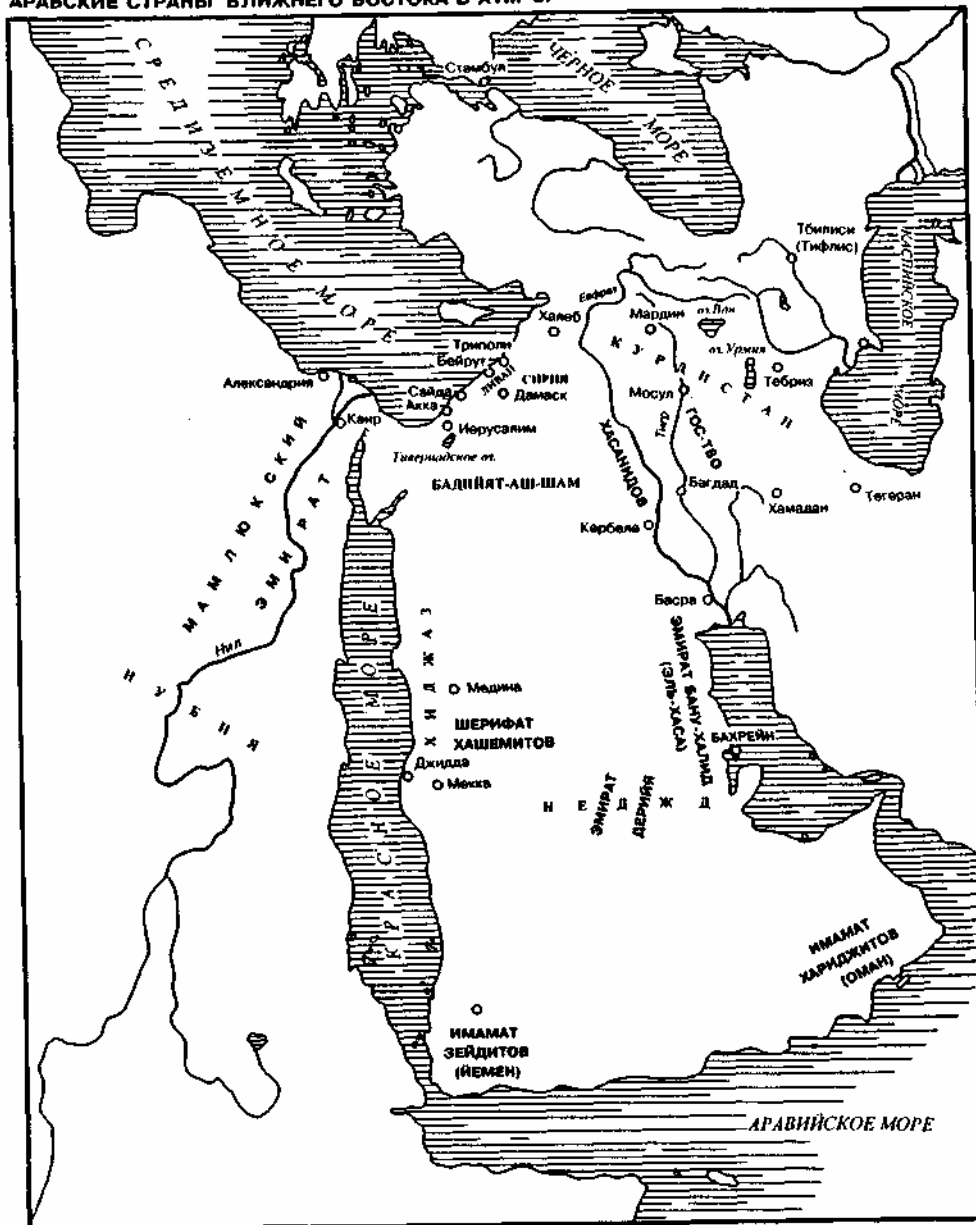 АРАБСКИЕ СТРАНЫ БЛИЖНЕГО ВОСТОКА В XVIII В.
СРЕДИЗЕМНОЕ МОРЕ
Стамбул
ЧЕРНОЕ
МОРЕ
Тбилиси
(Тифлис)
КАСПИЙСКОЕ
МОРЕ
Евфрат
Халеб
Мардин
оз. Ван
КУРДИСТАН
оз. Урмия
Тебриз
Триполи
Бейрут
ЛИВАН
СИРИЯ
Александрия
Сайда
Дамаск
Акка
Мосул
Каир
Иерусалим
Тивериадское оз.
Тигр
ГОС-ТВО
ХАСАНИДОВ
БАДИЙЯТ-АШ-ШАМ
Багдад
Хамадан
Тегеран
Кербела
МАМЛЮКСКИЙ
ЭМИРАТ
Басра
Нил
НУБИЯ
КРАСНОЕ МОРЕ
ХИДЖАЗ
Медина
ШЕРИФАТ
ХАШЕМИТОВ
ЭМИРАТ БАНУ-ХАЛИД
(ЭЛЬ-ХАСА)
БАХРЕЙН
Джидда
Мекка
НЕДЖД
ЭМИРАТ
ДЕРИЙЯ
ИМАМАТ
ХАРИДЖИТОВ
(ОМАН)
ИМАМАТ
ЗЕЙДИТОВ
(ЙЕМЕН)
АРАВИЙСКОЕ МОРЕ